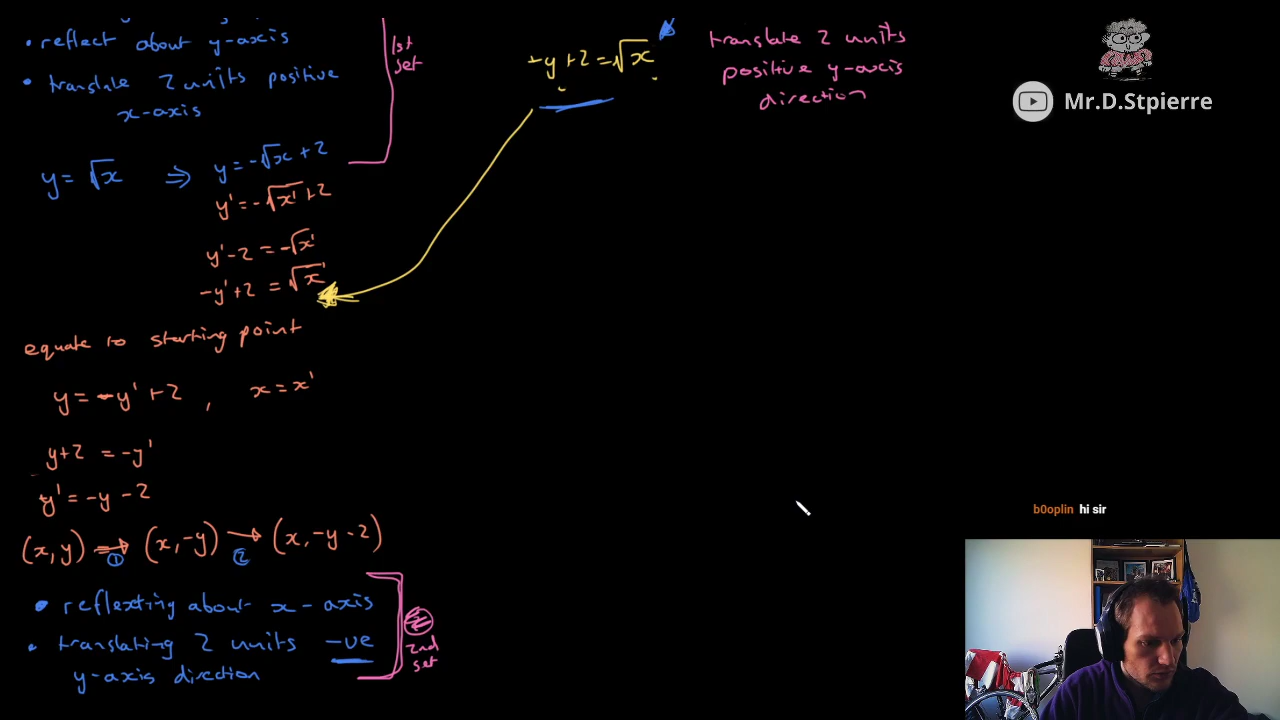 • reflect about y-axis
• translate 2 units positive
x-axis
1st
set
y = √x ⇒ y = -√x + 2
y' = -√x' + 2
y' - 2 = -√x'
-y' + 2 = √x'
equate to starting point
y = -y' + 2 , x = x'
y + 2 = -y'
y' = -y - 2
(x, y) ⇒ (x, -y) → (x, -y - 2)
① ②
• reflexting about x - axis
• translating 2 units -ve
y-axis direction
2nd
set
-y + 2 = √x
translate 2 units
positive y-axis
direction
Mr.D.Stpierre
b0oplin hi sir